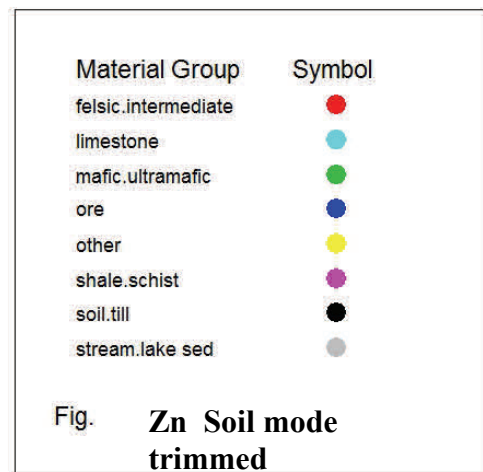 Material Group Symbol
felsic.intermediate
limestone
mafic.ultramafic
ore
other
shale.schist
soil.till
stream.lake sed
Fig. Zn Soil mode
trimmed